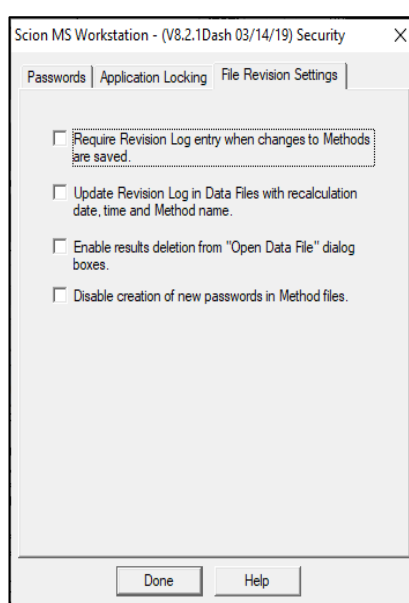 Scion MS Workstation - (V8.2.1Dash 03/14/19) Security
Passwords Application Locking File Revision Settings
Require Revision Log entry when changes to Methods
are saved.
Update Revision Log in Data Files with recalculation
date, time and Method name.
Enable results deletion from "Open Data File" dialog
boxes.
Disable creation of new passwords in Method files.
Done Help